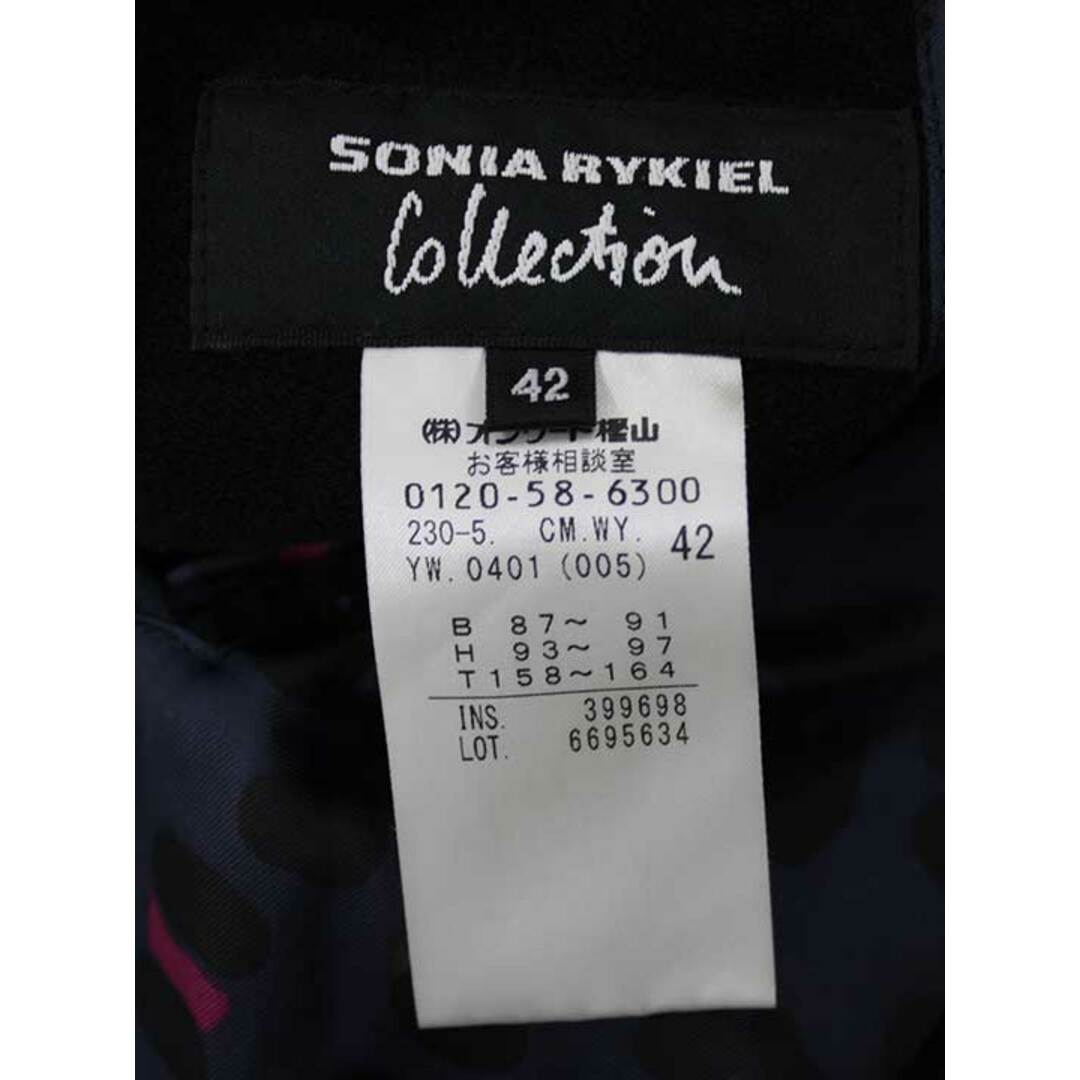 SONIA RYKIEL
Collection
42
(株)オンワード樫山
お客様相談室
0120-58-6300
230-5. CM.WY. 42
YW.0401 (005)
B 87~ 91
H 93~ 97
T158~164
INS. 399698
LOT. 6695634